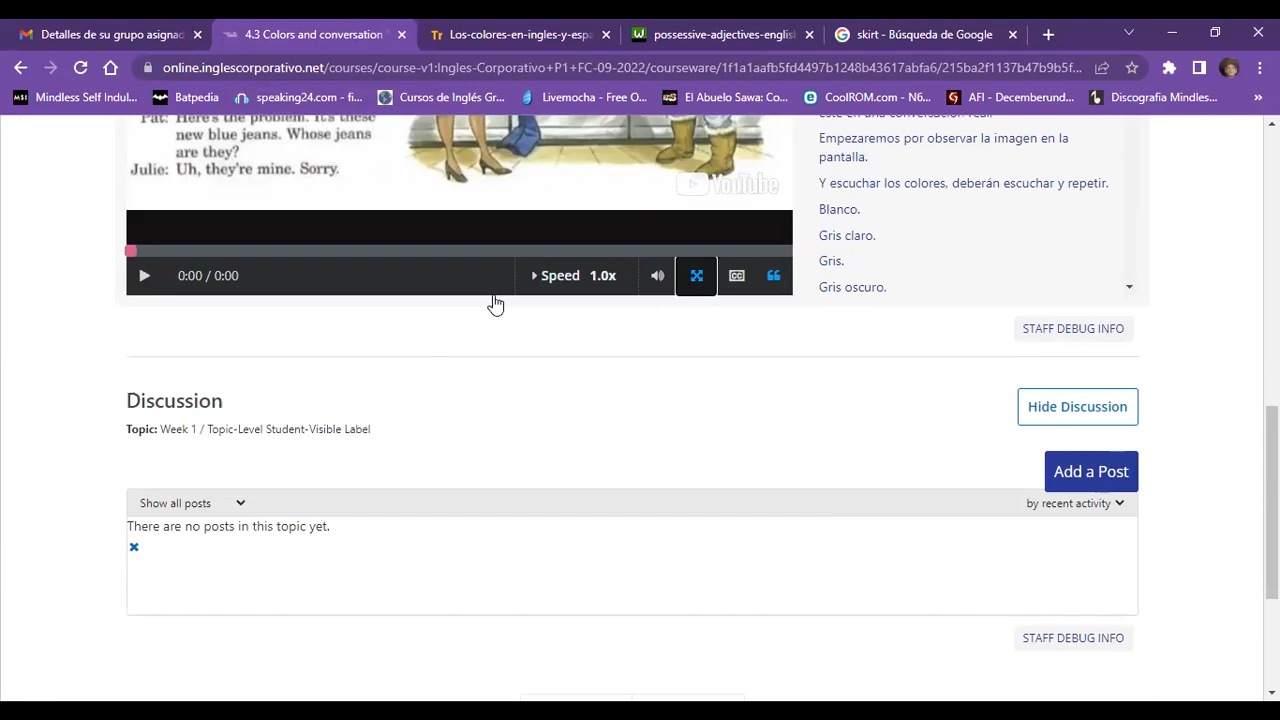 Detalles de su grupo asignad
4.3 Colors and conversation
Los-colores-en-ingles-y-espa
possessive-adjectives-english
skirt - Búsqueda de Google
online.inglescorporativo.net/courses/course-v1:Ingles-Corporativo+P1+FC-09-2022/courseware/1f1a1aafb5fd4497b1248b43617abfa6/215ba2f1137b47b9b5f...
Mindless Self Indul...
Batpedia
speaking24.com - fi...
Cursos de Inglés Gr...
Livemocha - Free O...
El Abuelo Sawa: Co...
CoolROM.com - N6...
AFI - Decemberund...
Discografia Mindles...
Pat: Here's the problem. It's these
new blue jeans. Whose jeans
are they?
Julie: Uh, they're mine. Sorry.
YouTube
Empezaremos por observar la imagen en la
pantalla.
Y escuchar los colores, deberán escuchar y repetir.
Blanco.
Gris claro.
Gris.
Gris oscuro.
0:00 / 0:00
Speed 1.0x
STAFF DEBUG INFO
Discussion
Hide Discussion
Topic: Week 1 / Topic-Level Student-Visible Label
Add a Post
Show all posts
by recent activity
There are no posts in this topic yet.
STAFF DEBUG INFO